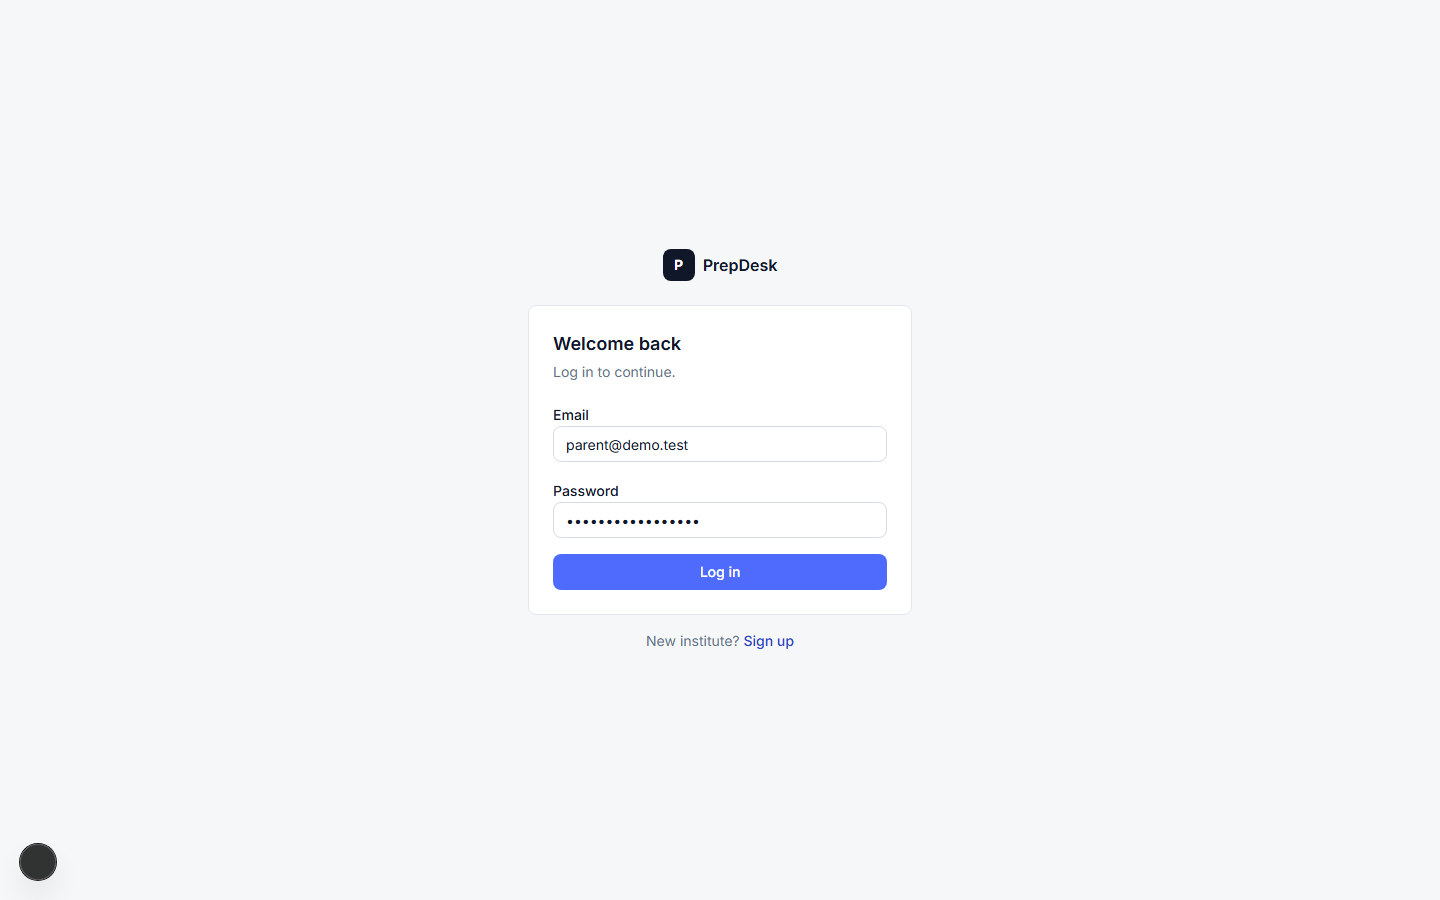 P PrepDesk
Welcome back
Log in to continue.
Email
parent@demo.test
Password
•••••••••••••••••
Log in
New institute? Sign up